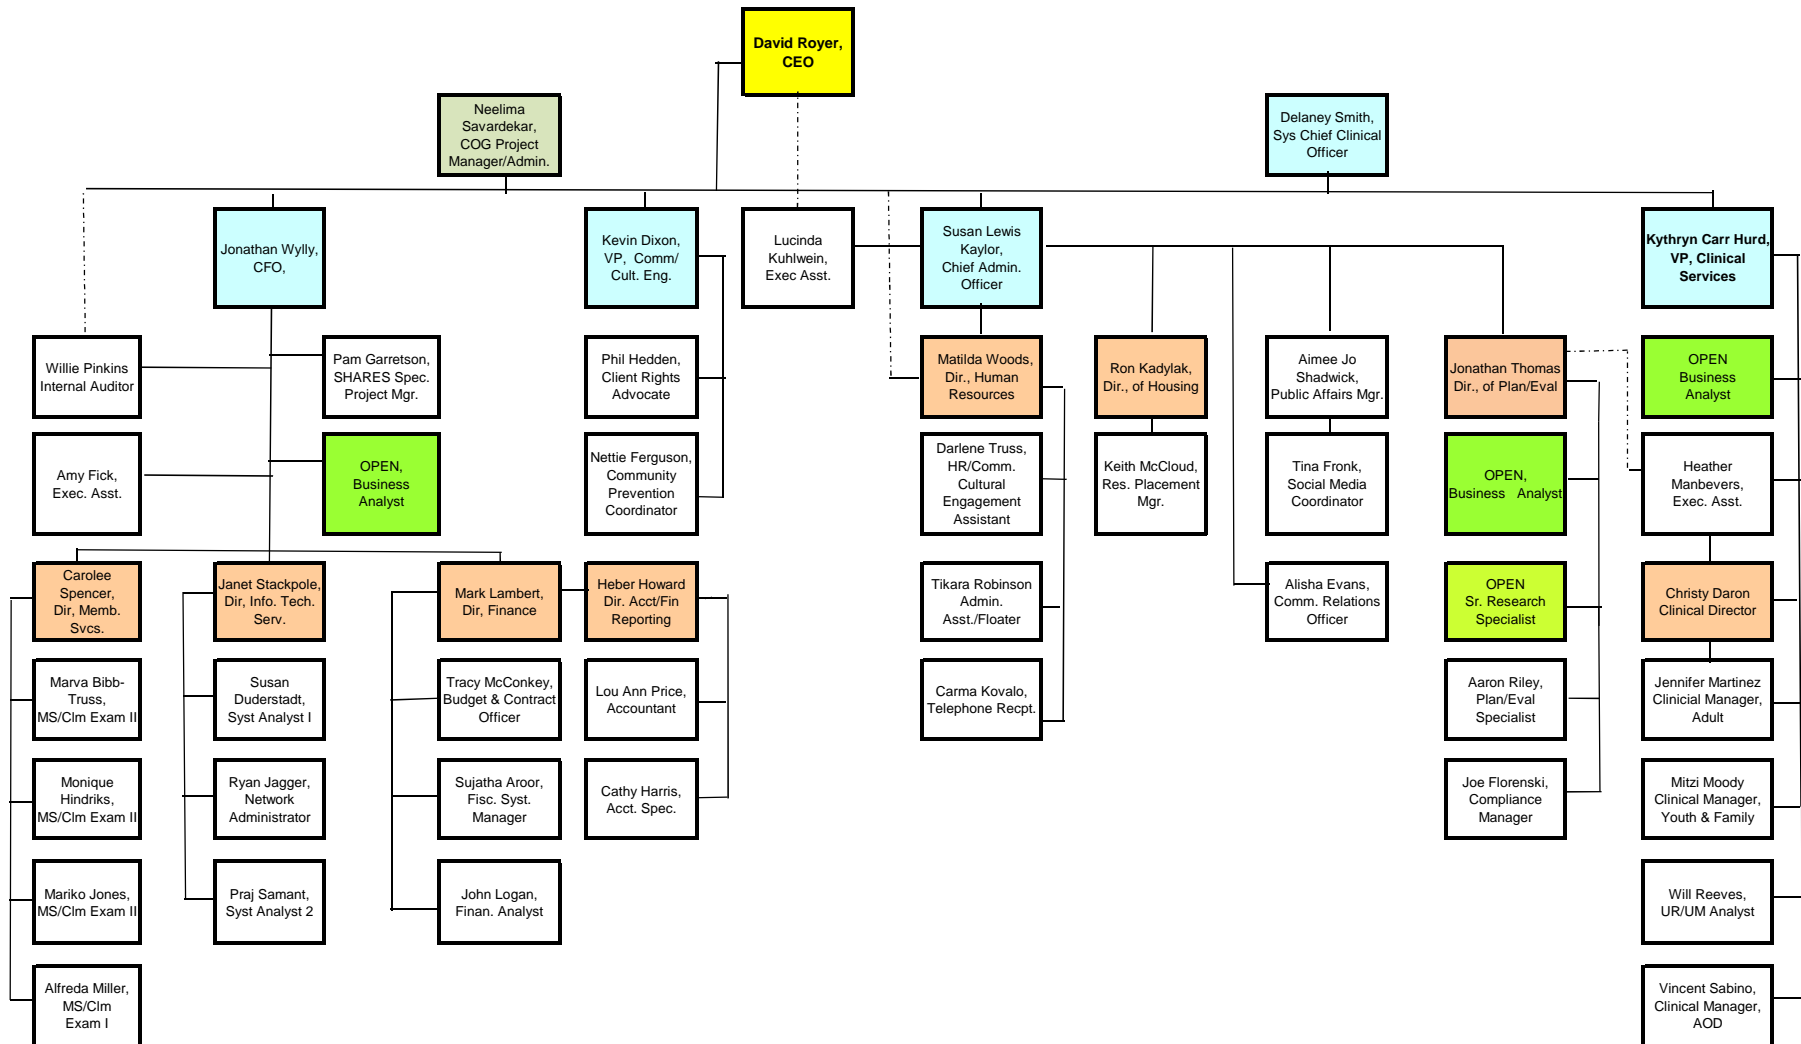 David Royer,
CEO
Neelima
Savardekar,
COG Project
Manager/Admin.
Delaney Smith,
Sys Chief Clinical
Officer
Jonathan Wylly,
CFO,
Kevin Dixon,
VP, Comm/
Cult. Eng.
Lucinda
Kuhlwein,
Exec Asst.
Susan Lewis
Kaylor,
Chief Admin.
Officer
Kythryn Carr Hurd,
VP, Clinical
Services
Willie Pinkins
Internal Auditor
Pam Garretson,
SHARES Spec.
Project Mgr.
Phil Hedden,
Client Rights
Advocate
Matilda Woods,
Dir., Human
Resources
Ron Kadylak,
Dir., of Housing
Aimee Jo
Shadwick,
Public Affairs Mgr.
Jonathan Thomas
Dir., of Plan/Eval
OPEN
Business
Analyst
Amy Fick,
Exec. Asst.
OPEN,
Business
Analyst
Nettie Ferguson,
Community
Prevention
Coordinator
Darlene Truss,
HR/Comm.
Cultural
Engagement
Assistant
Keith McCloud,
Res. Placement
Mgr.
Tina Fronk,
Social Media
Coordinator
OPEN,
Business Analyst
Heather
Manbevers,
Exec. Asst.
Carolee
Spencer,
Dir, Memb.
Svcs.
Janet Stackpole,
Dir, Info. Tech.
Serv.
Mark Lambert,
Dir, Finance
Heber Howard
Dir. Acct/Fin
Reporting
Tikara Robinson
Admin.
Asst./Floater
Alisha Evans,
Comm. Relations
Officer
OPEN
Sr. Research
Specialist
Christy Daron
Clinical Director
Marva Bibb-
Truss,
MS/Clm Exam II
Susan
Duderstadt,
Syst Analyst I
Tracy McConkey,
Budget & Contract
Officer
Lou Ann Price,
Accountant
Carma Kovalo,
Telephone Recpt.
Aaron Riley,
Plan/Eval
Specialist
Jennifer Martinez
Clinicial Manager,
Adult
Monique
Hindriks,
MS/Clm Exam II
Ryan Jagger,
Network
Administrator
Sujatha Aroor,
Fisc. Syst.
Manager
Cathy Harris,
Acct. Spec.
Joe Florenski,
Compliance
Manager
Mitzi Moody
Clinical Manager,
Youth & Family
Mariko Jones,
MS/Clm Exam II
Praj Samant,
Syst Analyst 2
John Logan,
Finan. Analyst
Will Reeves,
UR/UM Analyst
Alfreda Miller,
MS/Clm
Exam I
Vincent Sabino,
Clinical Manager,
AOD